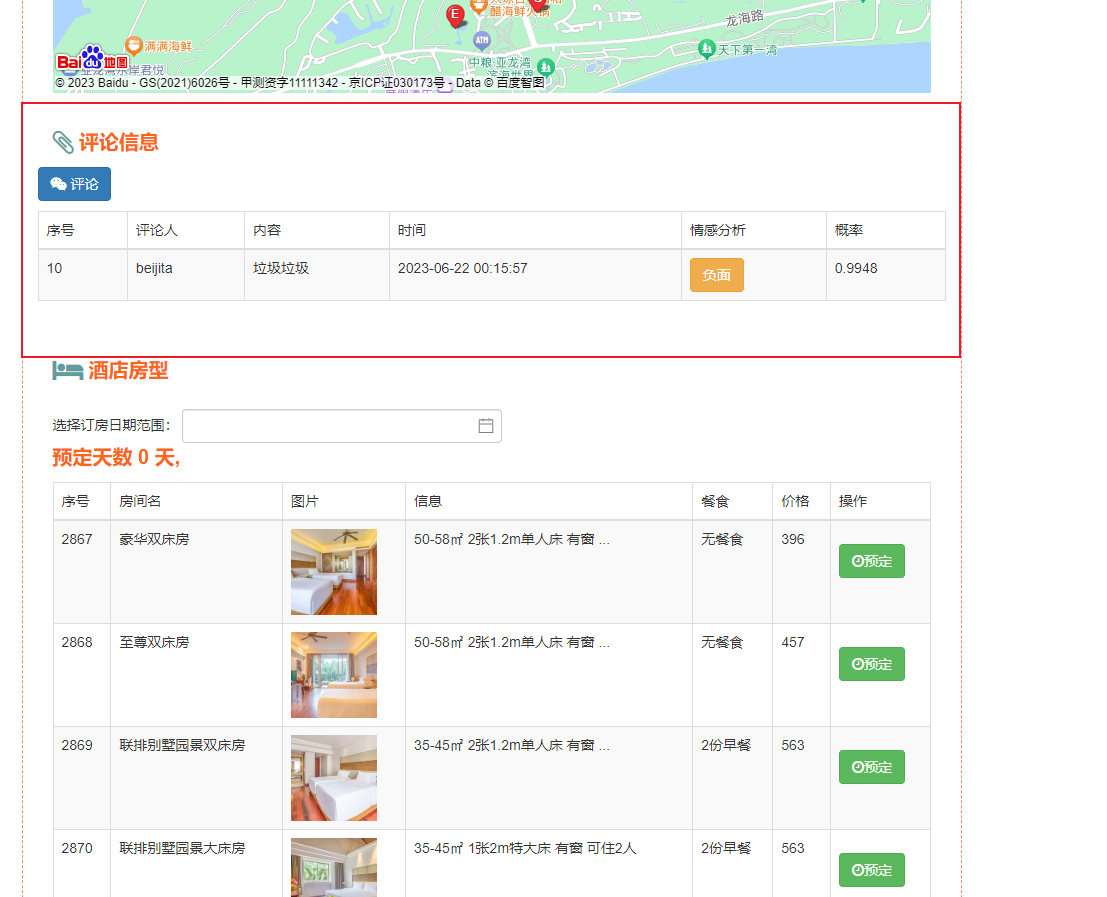 E
醋海鲜火锅
龙海路
满满海鲜
ATM
天下第一湾
Bai du 地图
亚龙湾
中粮·亚龙湾
滨海世界
© 2023 Baidu - GS(2021)6026号 - 甲测资字11111342 - 京ICP证030173号 - Data © 百度智图
评论信息
评论
序号 评论人 内容 时间 情感分析 概率
10 beijita 垃圾垃圾 2023-06-22 00:15:57 负面 0.9948
酒店房型
选择订房日期范围:
预定天数 0 天,
序号 房间名 图片 信息 餐食 价格 操作
2867 豪华双床房 50-58㎡ 2张1.2m单人床 有窗 ... 无餐食 396 预定
2868 至尊双床房 50-58㎡ 2张1.2m单人床 有窗 ... 无餐食 457 预定
2869 联排别墅园景双床房 35-45㎡ 2张1.2m单人床 有窗 ... 2份早餐 563 预定
2870 联排别墅园景大床房 35-45㎡ 1张2m特大床 有窗 可住2人 2份早餐 563 预定